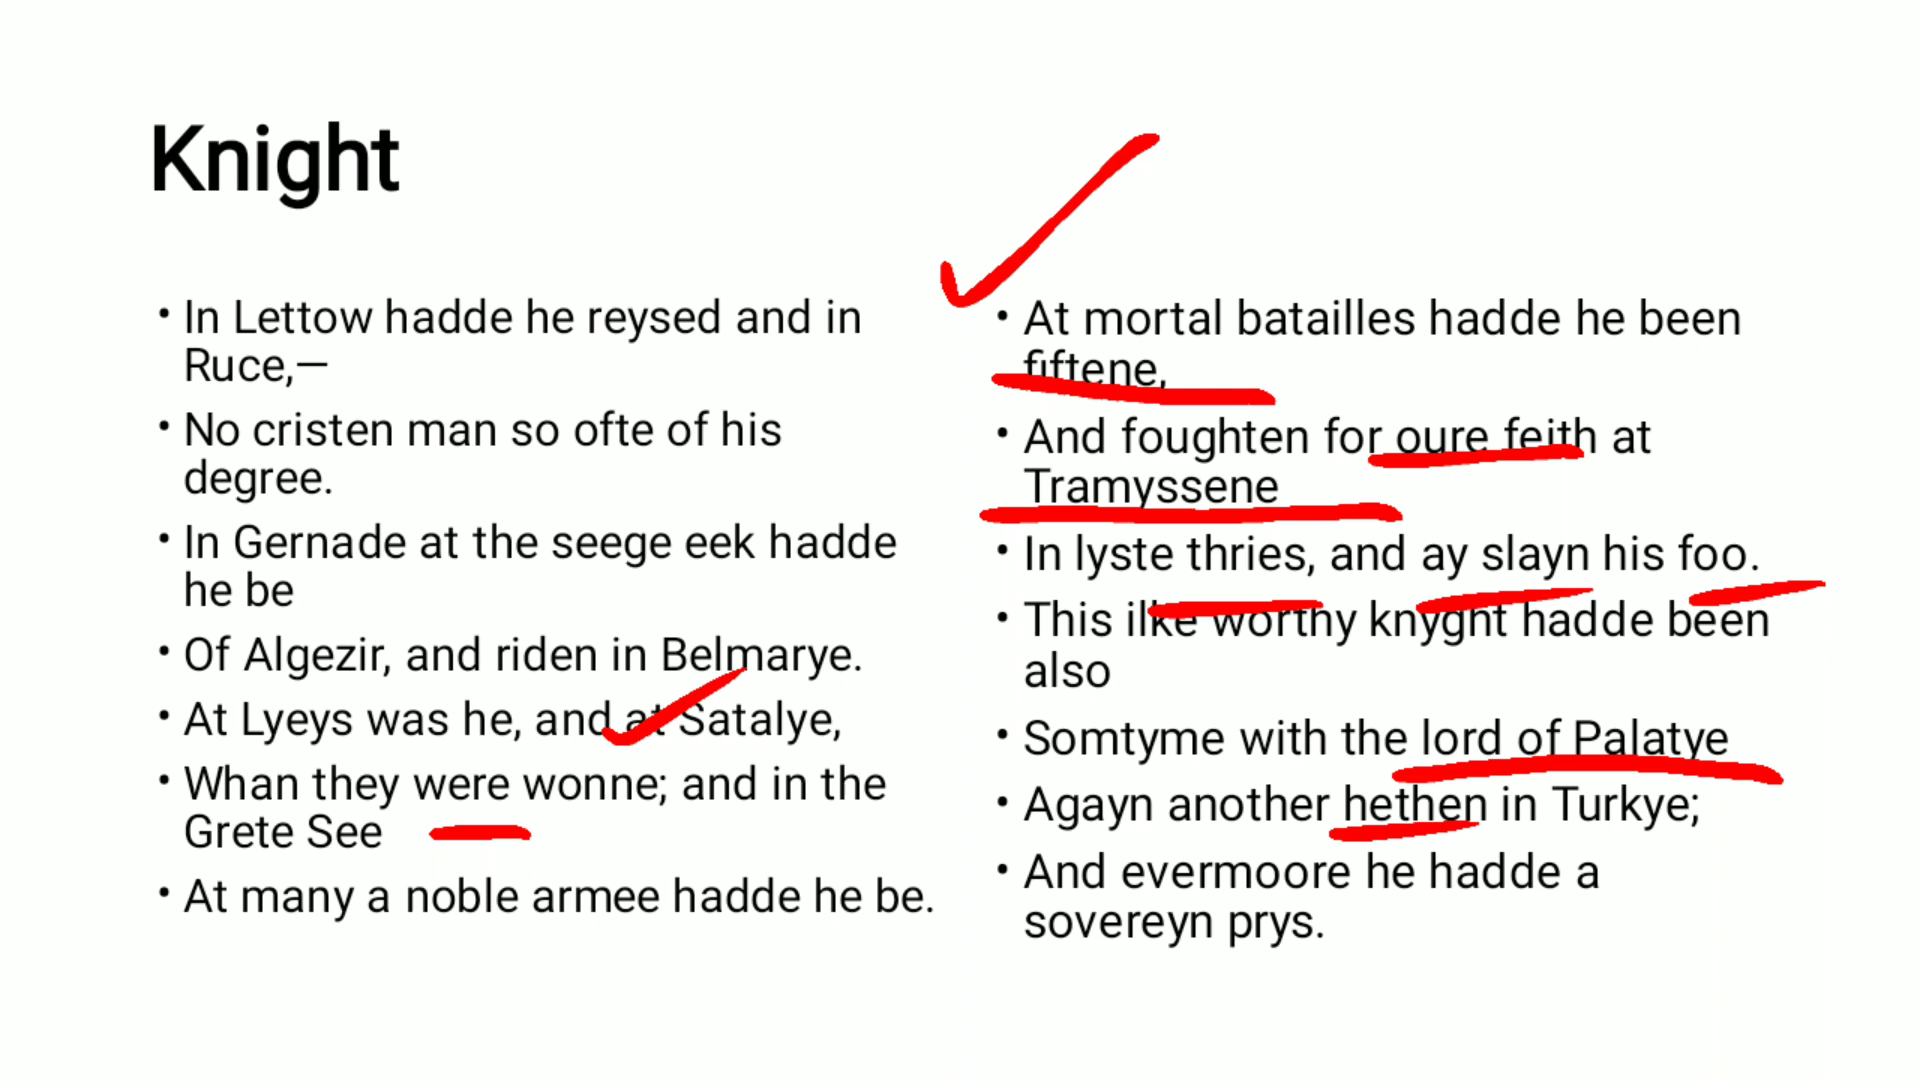 Knight
• In Lettow hadde he reysed and in
Ruce,—
• No cristen man so ofte of his
degree.
• In Gernade at the seege eek hadde
he be
• Of Algezir, and riden in Belmarye.
• At Lyeys was he, and at Satalye,
• Whan they were wonne; and in the
Grete See
• At many a noble armee hadde he be.
• At mortal batailles hadde he been
fiftene,
• And foughten for oure feith at
Tramyssene
• In lyste thries, and ay slayn his foo.
• This ilke worthy knyght hadde been
also
• Somtyme with the lord of Palatye
• Agayn another hethen in Turkye;
• And evermoore he hadde a
sovereyn prys.